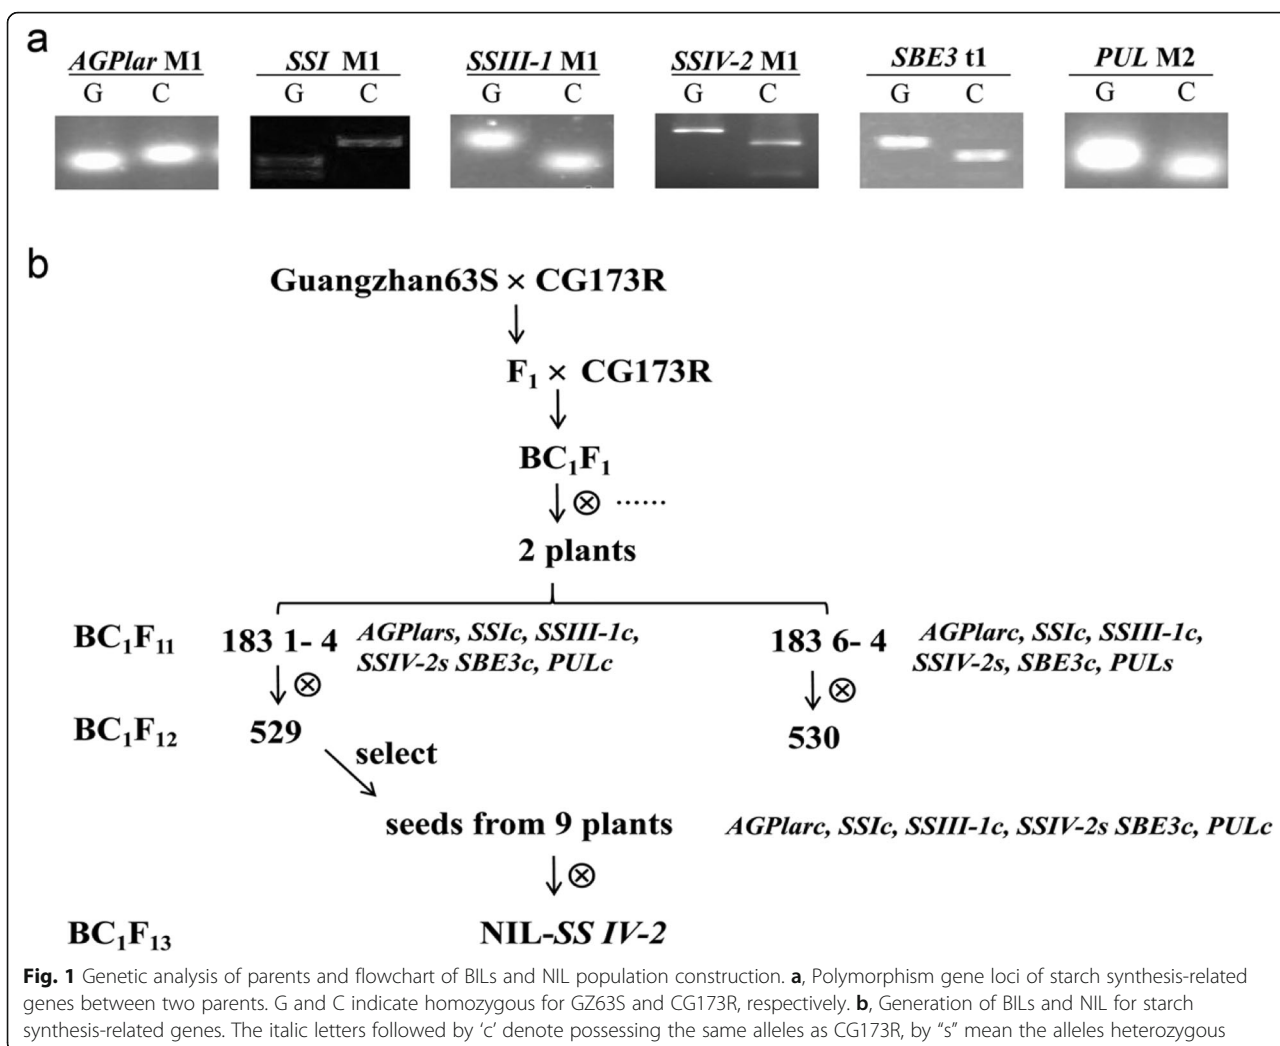 a
AGPlar M1 SSI M1 SSIII-1 M1 SSIV-2 M1 SBE3 t1 PUL M2
G C G C G C G C G C G C
b
Guangzhan63S × CG173R
F₁ × CG173R
BC₁F₁
⊗ ······
2 plants
BC₁F₁₁ 183 1- 4 AGPlars, SSIc, SSIII-1c, 183 6- 4 AGPlarc, SSIc, SSIII-1c,
SSIV-2s SBE3c, PULc SSIV-2s, SBE3c, PULs
⊗ ⊗
BC₁F₁₂ 529 530
select
seeds from 9 plants AGPlarc, SSIc, SSIII-1c, SSIV-2s SBE3c, PULc
⊗
BC₁F₁₃ NIL-SS IV-2
Fig. 1 Genetic analysis of parents and flowchart of BILs and NIL population construction. a, Polymorphism gene loci of starch synthesis-related
genes between two parents. G and C indicate homozygous for GZ63S and CG173R, respectively. b, Generation of BILs and NIL for starch
synthesis-related genes. The italic letters followed by ‘c’ denote possessing the same alleles as CG173R, by “s” mean the alleles heterozygous